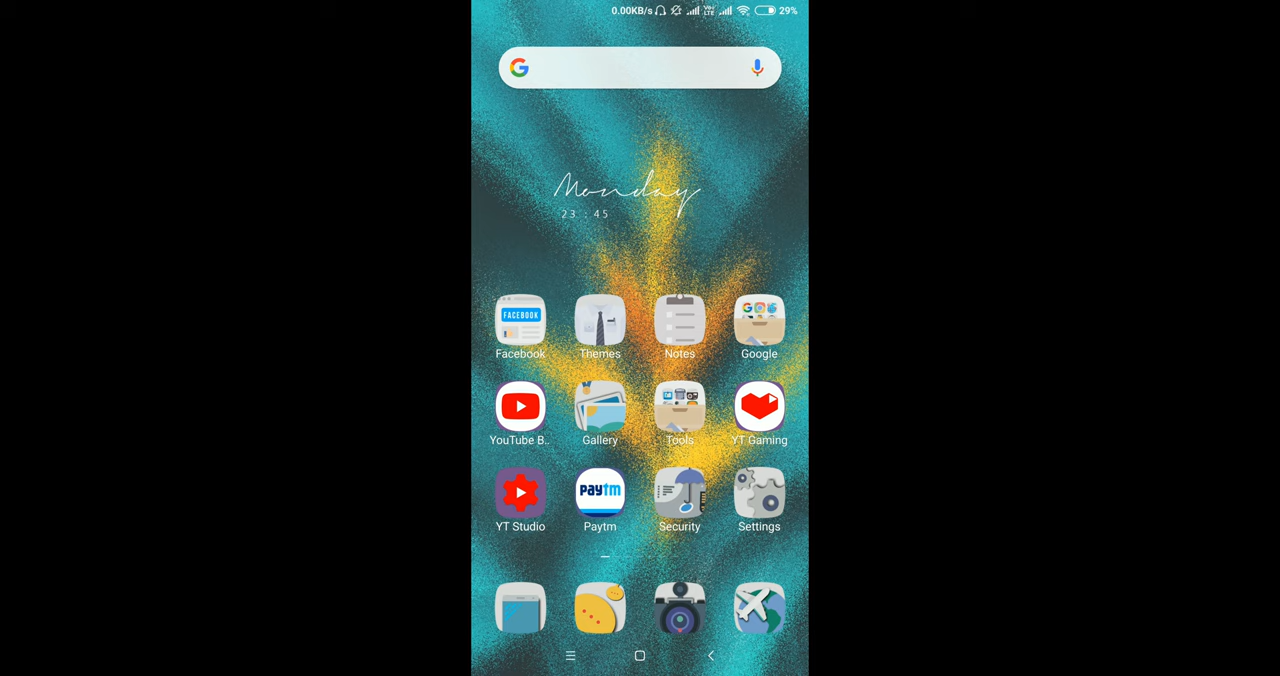 0.00KB/s VoLTE 29%
G
Monday
23 : 45
FACEBOOK
Facebook Themes Notes Google
YouTube B.. Gallery Tools YT Gaming
paytm
YT Studio Paytm Security Settings